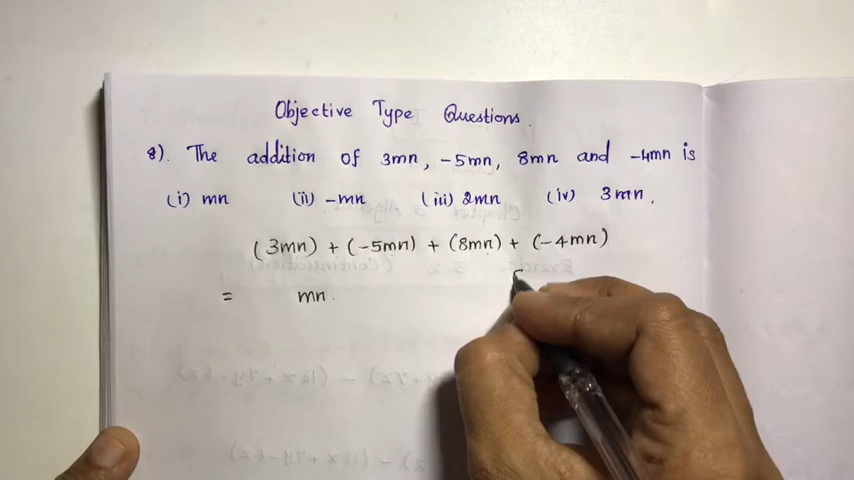 Objective Type Questions.
8). The addition of 3mn, -5mn, 8mn and -4mn is
(i) mn (ii) -mn (iii) 2mn (iv) 3mn.
(3mn) + (-5mn) + (8mn) + (-4mn)
= mn.